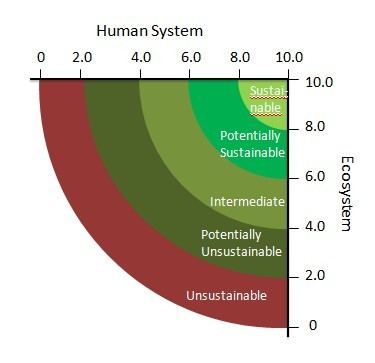 Human System
0 2.0 4.0 6.0 8.0 10.0
10.0
Sustai-
nable
8.0
Potentially
Sustainable
6.0
Intermediate
4.0
Potentially
Unsustainable
2.0
Unsustainable
0
Ecosystem